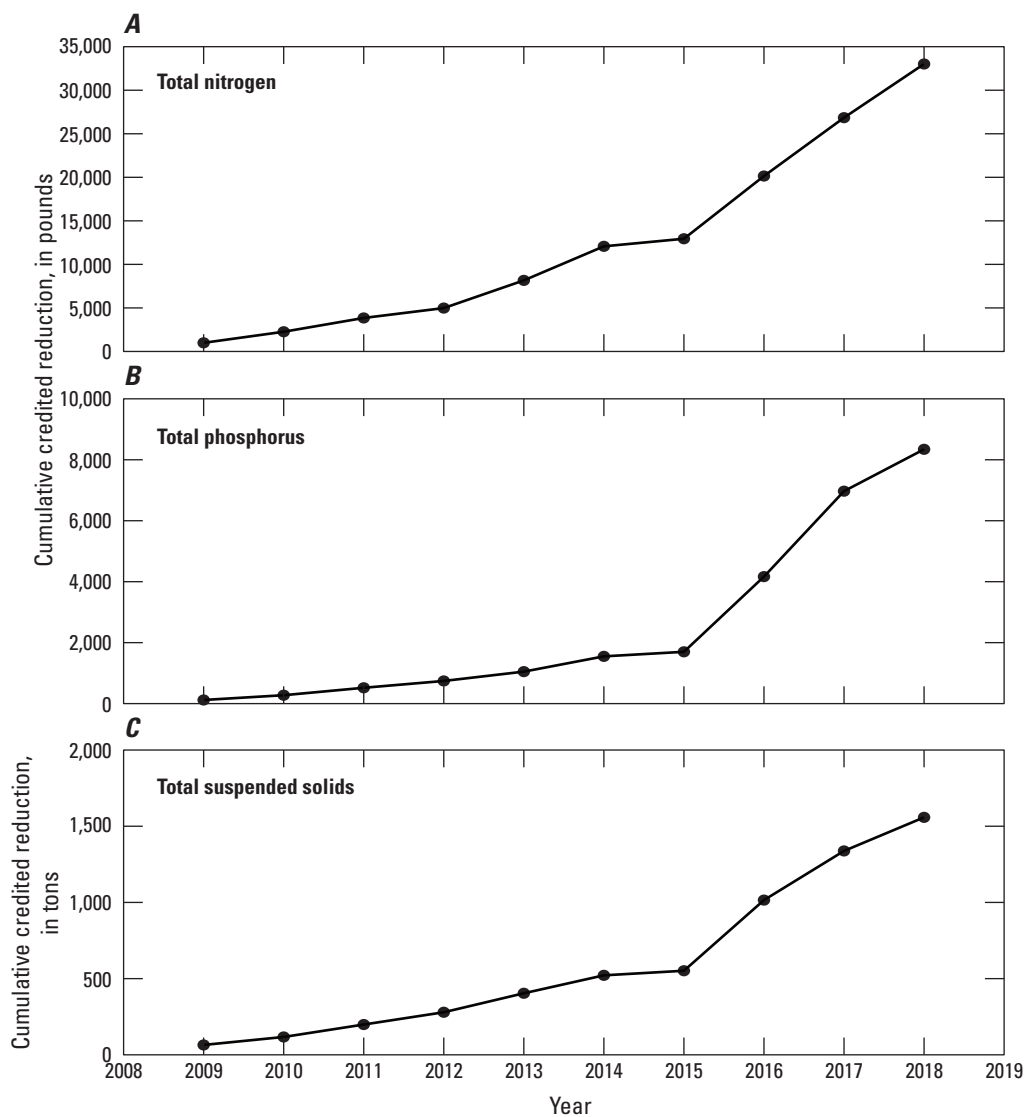 A
Total nitrogen
35,000
30,000
25,000
20,000
15,000
10,000
5,000
0
Cumulative credited reduction, in pounds
B
Total phosphorus
10,000
8,000
6,000
4,000
2,000
0
C
Total suspended solids
2,000
1,500
1,000
500
0
Cumulative credited reduction,
in tons
2008 2009 2010 2011 2012 2013 2014 2015 2016 2017 2018 2019
Year